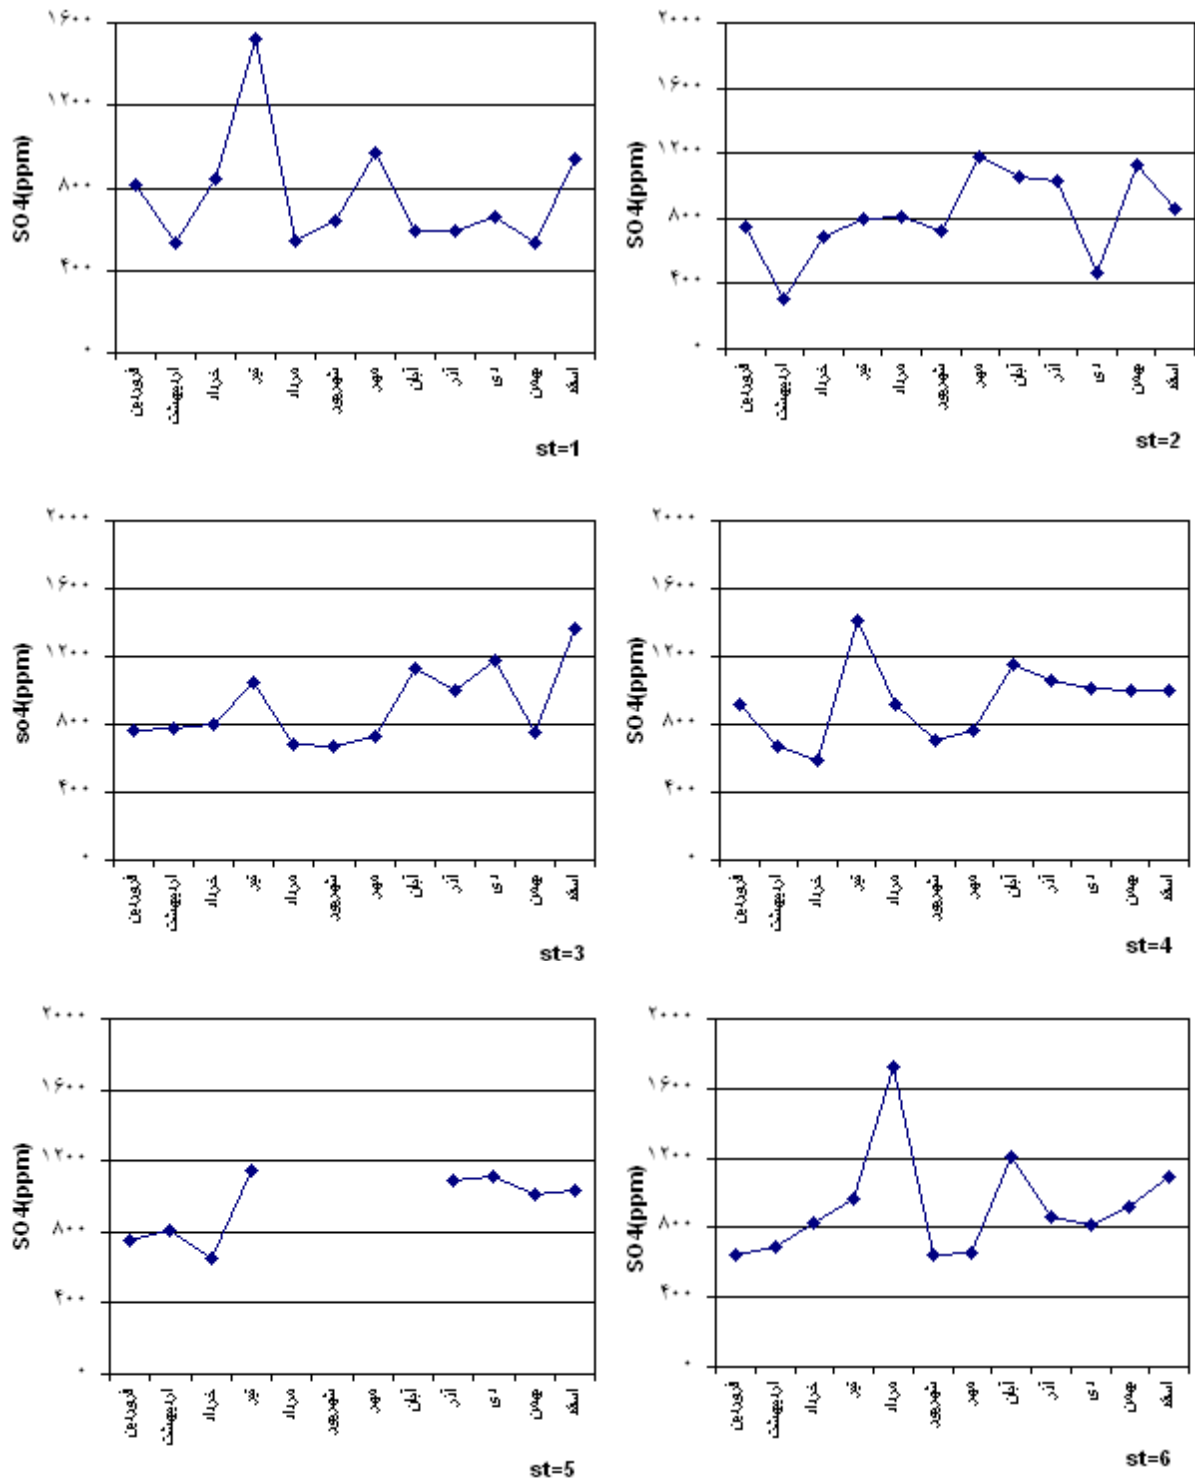 SO4(ppm)
۱۶۰۰
۱۲۰۰
۸۰۰
۴۰۰
۰
فروردین
اردیبهشت
خرداد
تیر
مرداد
شهریور
مهر
آبان
آذر
دی
بهمن
اسفند
st=1
SO4(ppm)
۲۰۰۰
۱۶۰۰
۱۲۰۰
۸۰۰
۴۰۰
۰
فروردین
اردیبهشت
خرداد
تیر
مرداد
شهریور
مهر
آبان
آذر
دی
بهمن
اسفند
st=2
so4(ppm)
۲۰۰۰
۱۶۰۰
۱۲۰۰
۸۰۰
۴۰۰
۰
فروردین
اردیبهشت
خرداد
تیر
مرداد
شهریور
مهر
آبان
آذر
دی
بهمن
اسفند
st=3
SO4(ppm)
۲۰۰۰
۱۶۰۰
۱۲۰۰
۸۰۰
۴۰۰
۰
فروردین
اردیبهشت
خرداد
تیر
مرداد
شهریور
مهر
آبان
آذر
دی
بهمن
اسفند
st=4
SO4(ppm)
۲۰۰۰
۱۶۰۰
۱۲۰۰
۸۰۰
۴۰۰
۰
فروردین
اردیبهشت
خرداد
تیر
مرداد
شهریور
مهر
آبان
آذر
دی
بهمن
اسفند
st=5
SO4(ppm)
۲۰۰۰
۱۶۰۰
۱۲۰۰
۸۰۰
۴۰۰
۰
فروردین
اردیبهشت
خرداد
تیر
مرداد
شهریور
مهر
آبان
آذر
دی
بهمن
اسفند
st=6